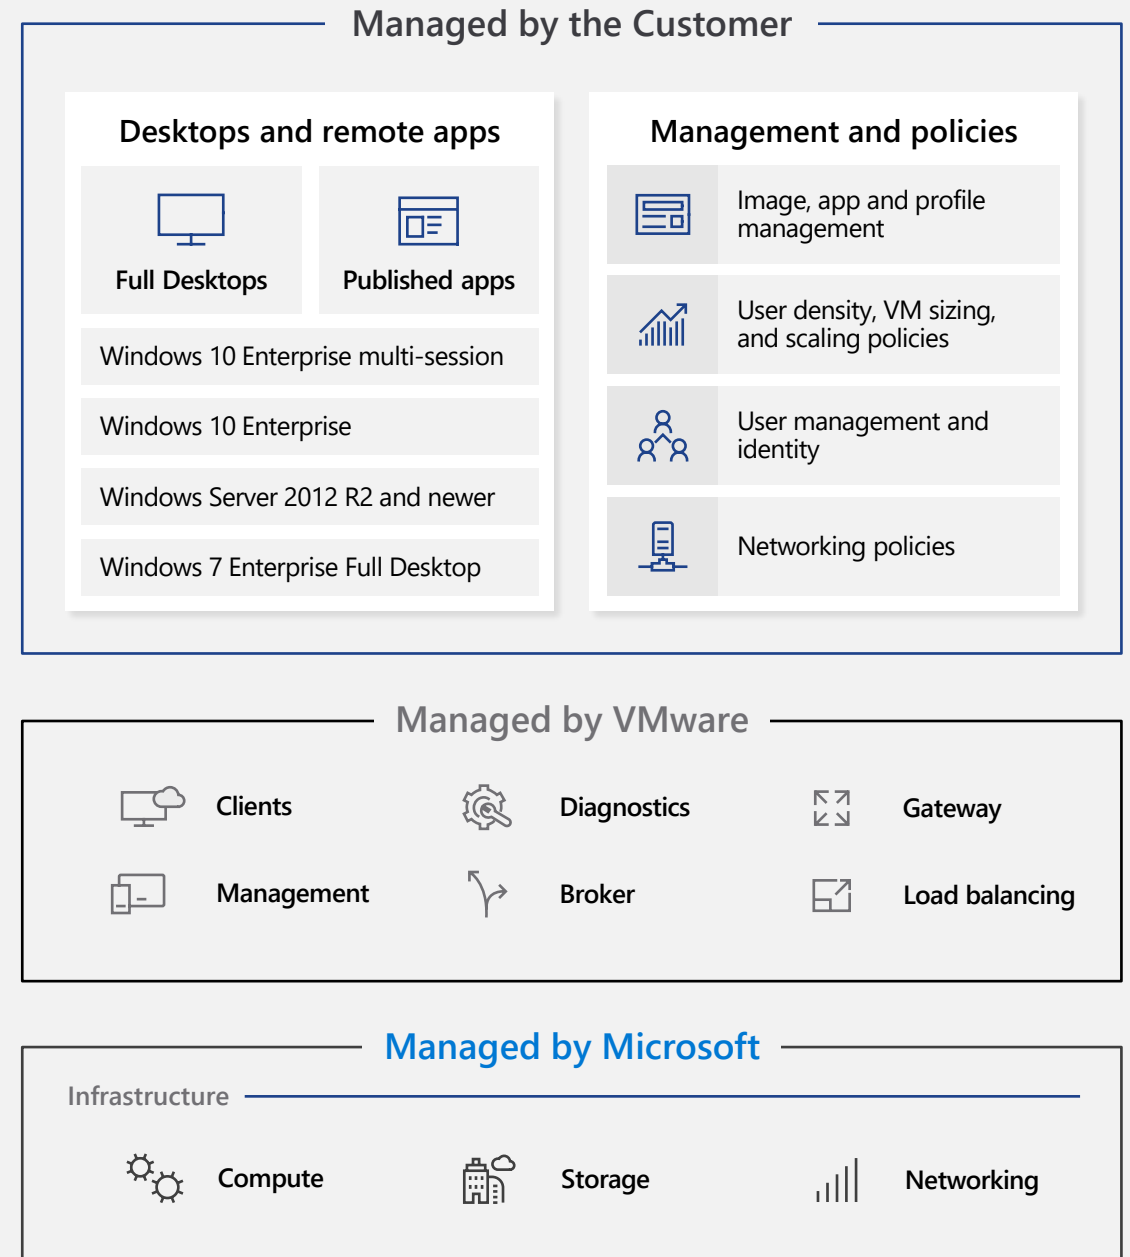 Managed by the Customer
Desktops and remote apps
Full Desktops
Published apps
Windows 10 Enterprise multi-session
Windows 10 Enterprise
Windows Server 2012 R2 and newer
Windows 7 Enterprise Full Desktop
Management and policies
Image, app and profile
management
User density, VM sizing,
and scaling policies
User management and
identity
Networking policies
Managed by VMware
Clients
Diagnostics
Gateway
Management
Broker
Load balancing
Managed by Microsoft
Infrastructure
Compute
Storage
Networking